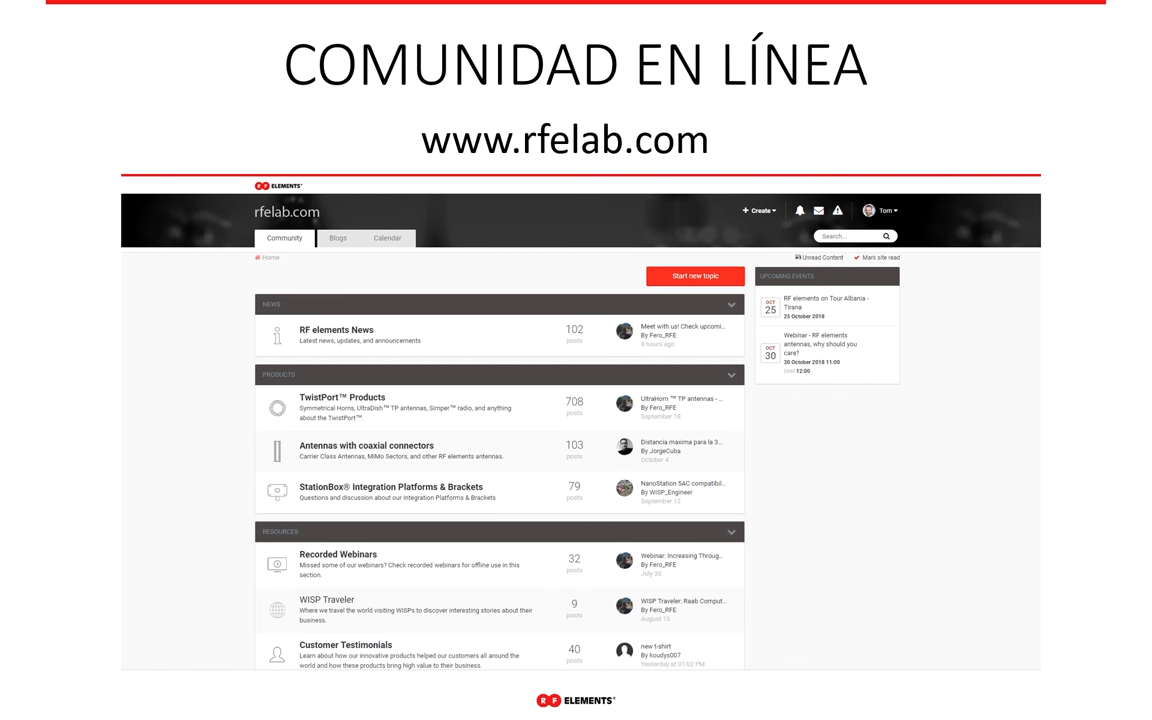 COMUNIDAD EN LÍNEA
www.rfelab.com
RF ELEMENTS®
rfelab.com
+ Create
Tom
Community
Blogs
Calendar
Search...
Home
Unread Content
Mark site read
Start new topic
NEWS
RF elements News
Latest news, updates, and announcements
102
posts
Meet with us! Check upcomi...
By Fero_RFE
8 hours ago
PRODUCTS
TwistPort™ Products
Symmetrical Horns, UltraDish™ TP antennas, Simper™ radio, and anything
about the TwistPort™.
708
posts
UltraHorn ™ TP antennas - ...
By Fero_RFE
September 18
Antennas with coaxial connectors
Carrier Class Antennas, MiMo Sectors, and other RF elements antennas.
103
posts
Distancia maxima para la 3...
By JorgeCuba
October 4
StationBox® Integration Platforms & Brackets
Questions and discussion about our Integration Platforms & Brackets
79
posts
NanoStation 5AC compatibil...
By WISP_Engineer
September 12
RESOURCES
Recorded Webinars
Missed some of our webinars? Check recorded webinars for offline use in this
section.
32
posts
Webinar: Increasing Throug...
By Fero_RFE
July 30
WISP Traveler
Where we travel the world visiting WISPs to discover interesting stories about their
business.
9
posts
WISP Traveler: Raab Comput...
By Fero_RFE
August 15
Customer Testimonials
Learn about how our innovative products helped our customers all around the
world and how these products bring high value to their business.
40
posts
new t-shirt
By koudys007
Yesterday at 01:02 PM
UPCOMING EVENTS
OCT
25
RF elements on Tour Albania -
Tirana
25 October 2018
OCT
30
Webinar - RF elements
antennas, why should you
care?
30 October 2018 11:00
Until 12:00
RF ELEMENTS®